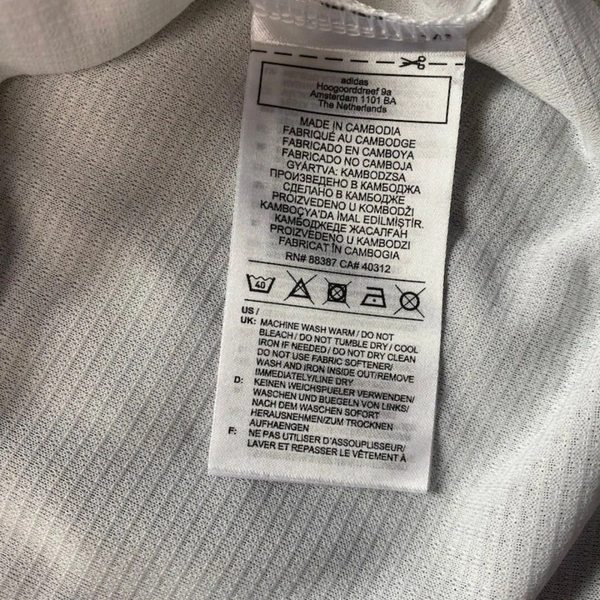 adidas
Hoogoorddreef 9a
Amsterdam 1101 BA
The Netherlands
MADE IN CAMBODIA
FABRIQUÉ AU CAMBODGE
FABRICADO EN CAMBOYA
FABRICADO NO CAMBOJA
GYÁRTVA: KAMBODZSA
ПРОИЗВЕДЕНО В КАМБОДЖА
СДЕЛАНО В КАМБОДЖЕ
PROIZVEDENO U KOMBODŽI
KAMBOÇYA'DA İMAL EDİLMİŞTİR.
КАМБОДЖЕДЕ ЖАСАЛҒАН
PROIZVEDENO U KAMBODZI
FABRICAT ÎN CAMBOGIA
RN# 88387 CA# 40312
40
US /
UK: MACHINE WASH WARM / DO NOT
BLEACH / DO NOT TUMBLE DRY / COOL
IRON IF NEEDED / DO NOT DRY CLEAN
DO NOT USE FABRIC SOFTENER/
WASH AND IRON INSIDE OUT/REMOVE
IMMEDIATELY/LINE DRY
D: KEINEN WEICHSPUELER VERWENDEN/
WASCHEN UND BUEGELN VON LINKS/
NACH DEM WASCHEN SOFORT
HERAUSNEHMEN/ZUM TROCKNEN
AUFHAENGEN
F: NE PAS UTILISER D'ASSOUPLISSEUR/
LAVER ET REPASSER LE VÊTEMENT À